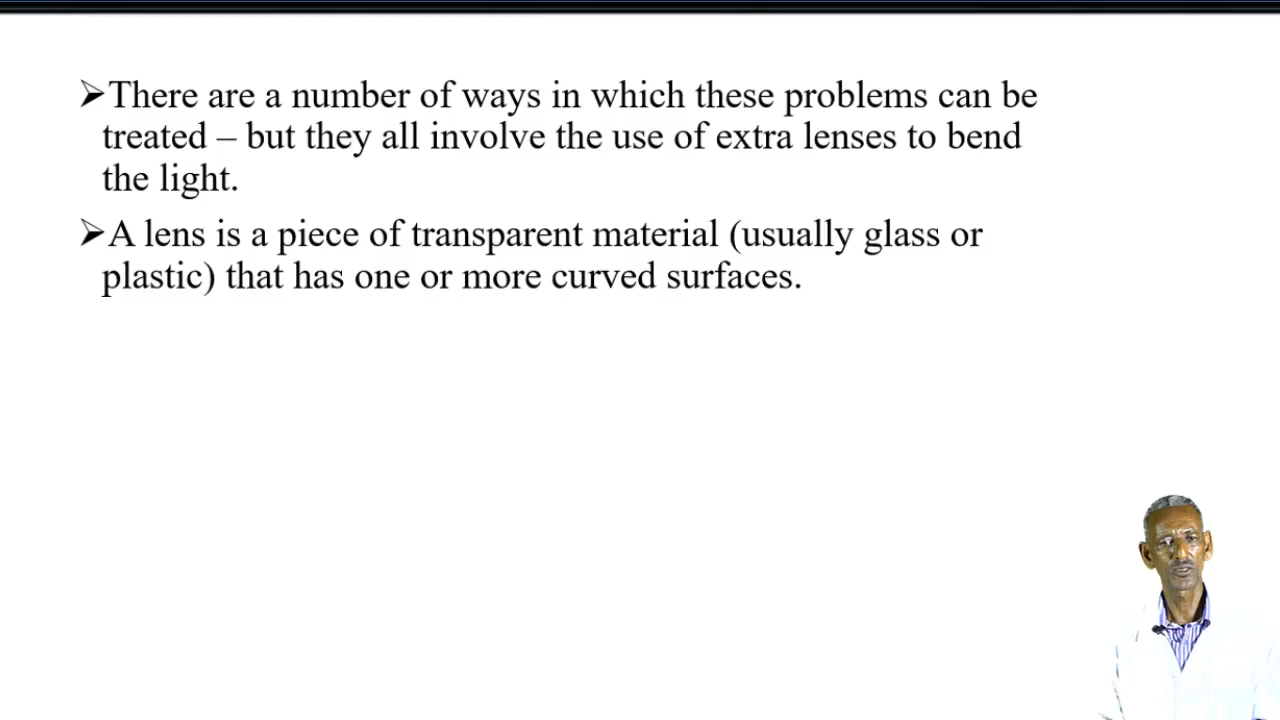 ➢There are a number of ways in which these problems can be
treated – but they all involve the use of extra lenses to bend
the light.
➢A lens is a piece of transparent material (usually glass or
plastic) that has one or more curved surfaces.